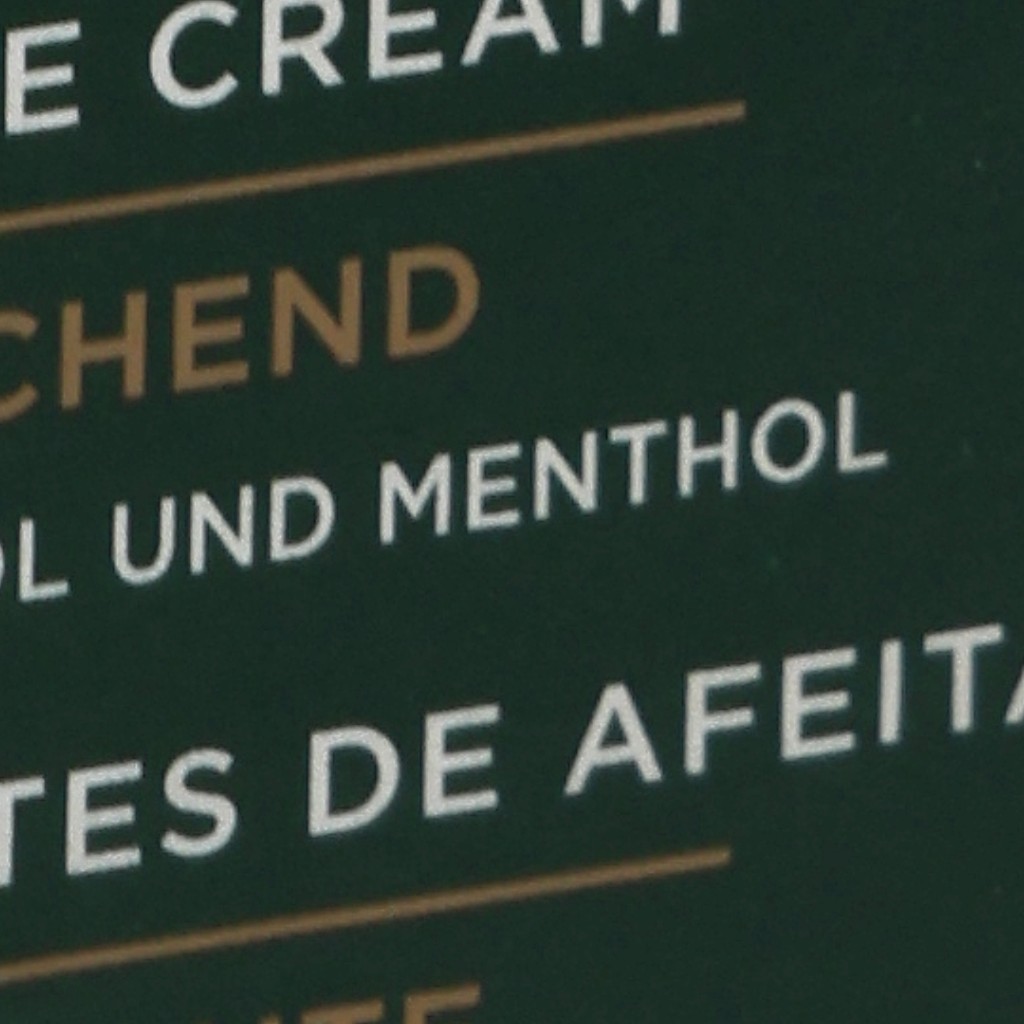 E CREAM
CHEND
OL UND MENTHOL
TES DE AFEITA